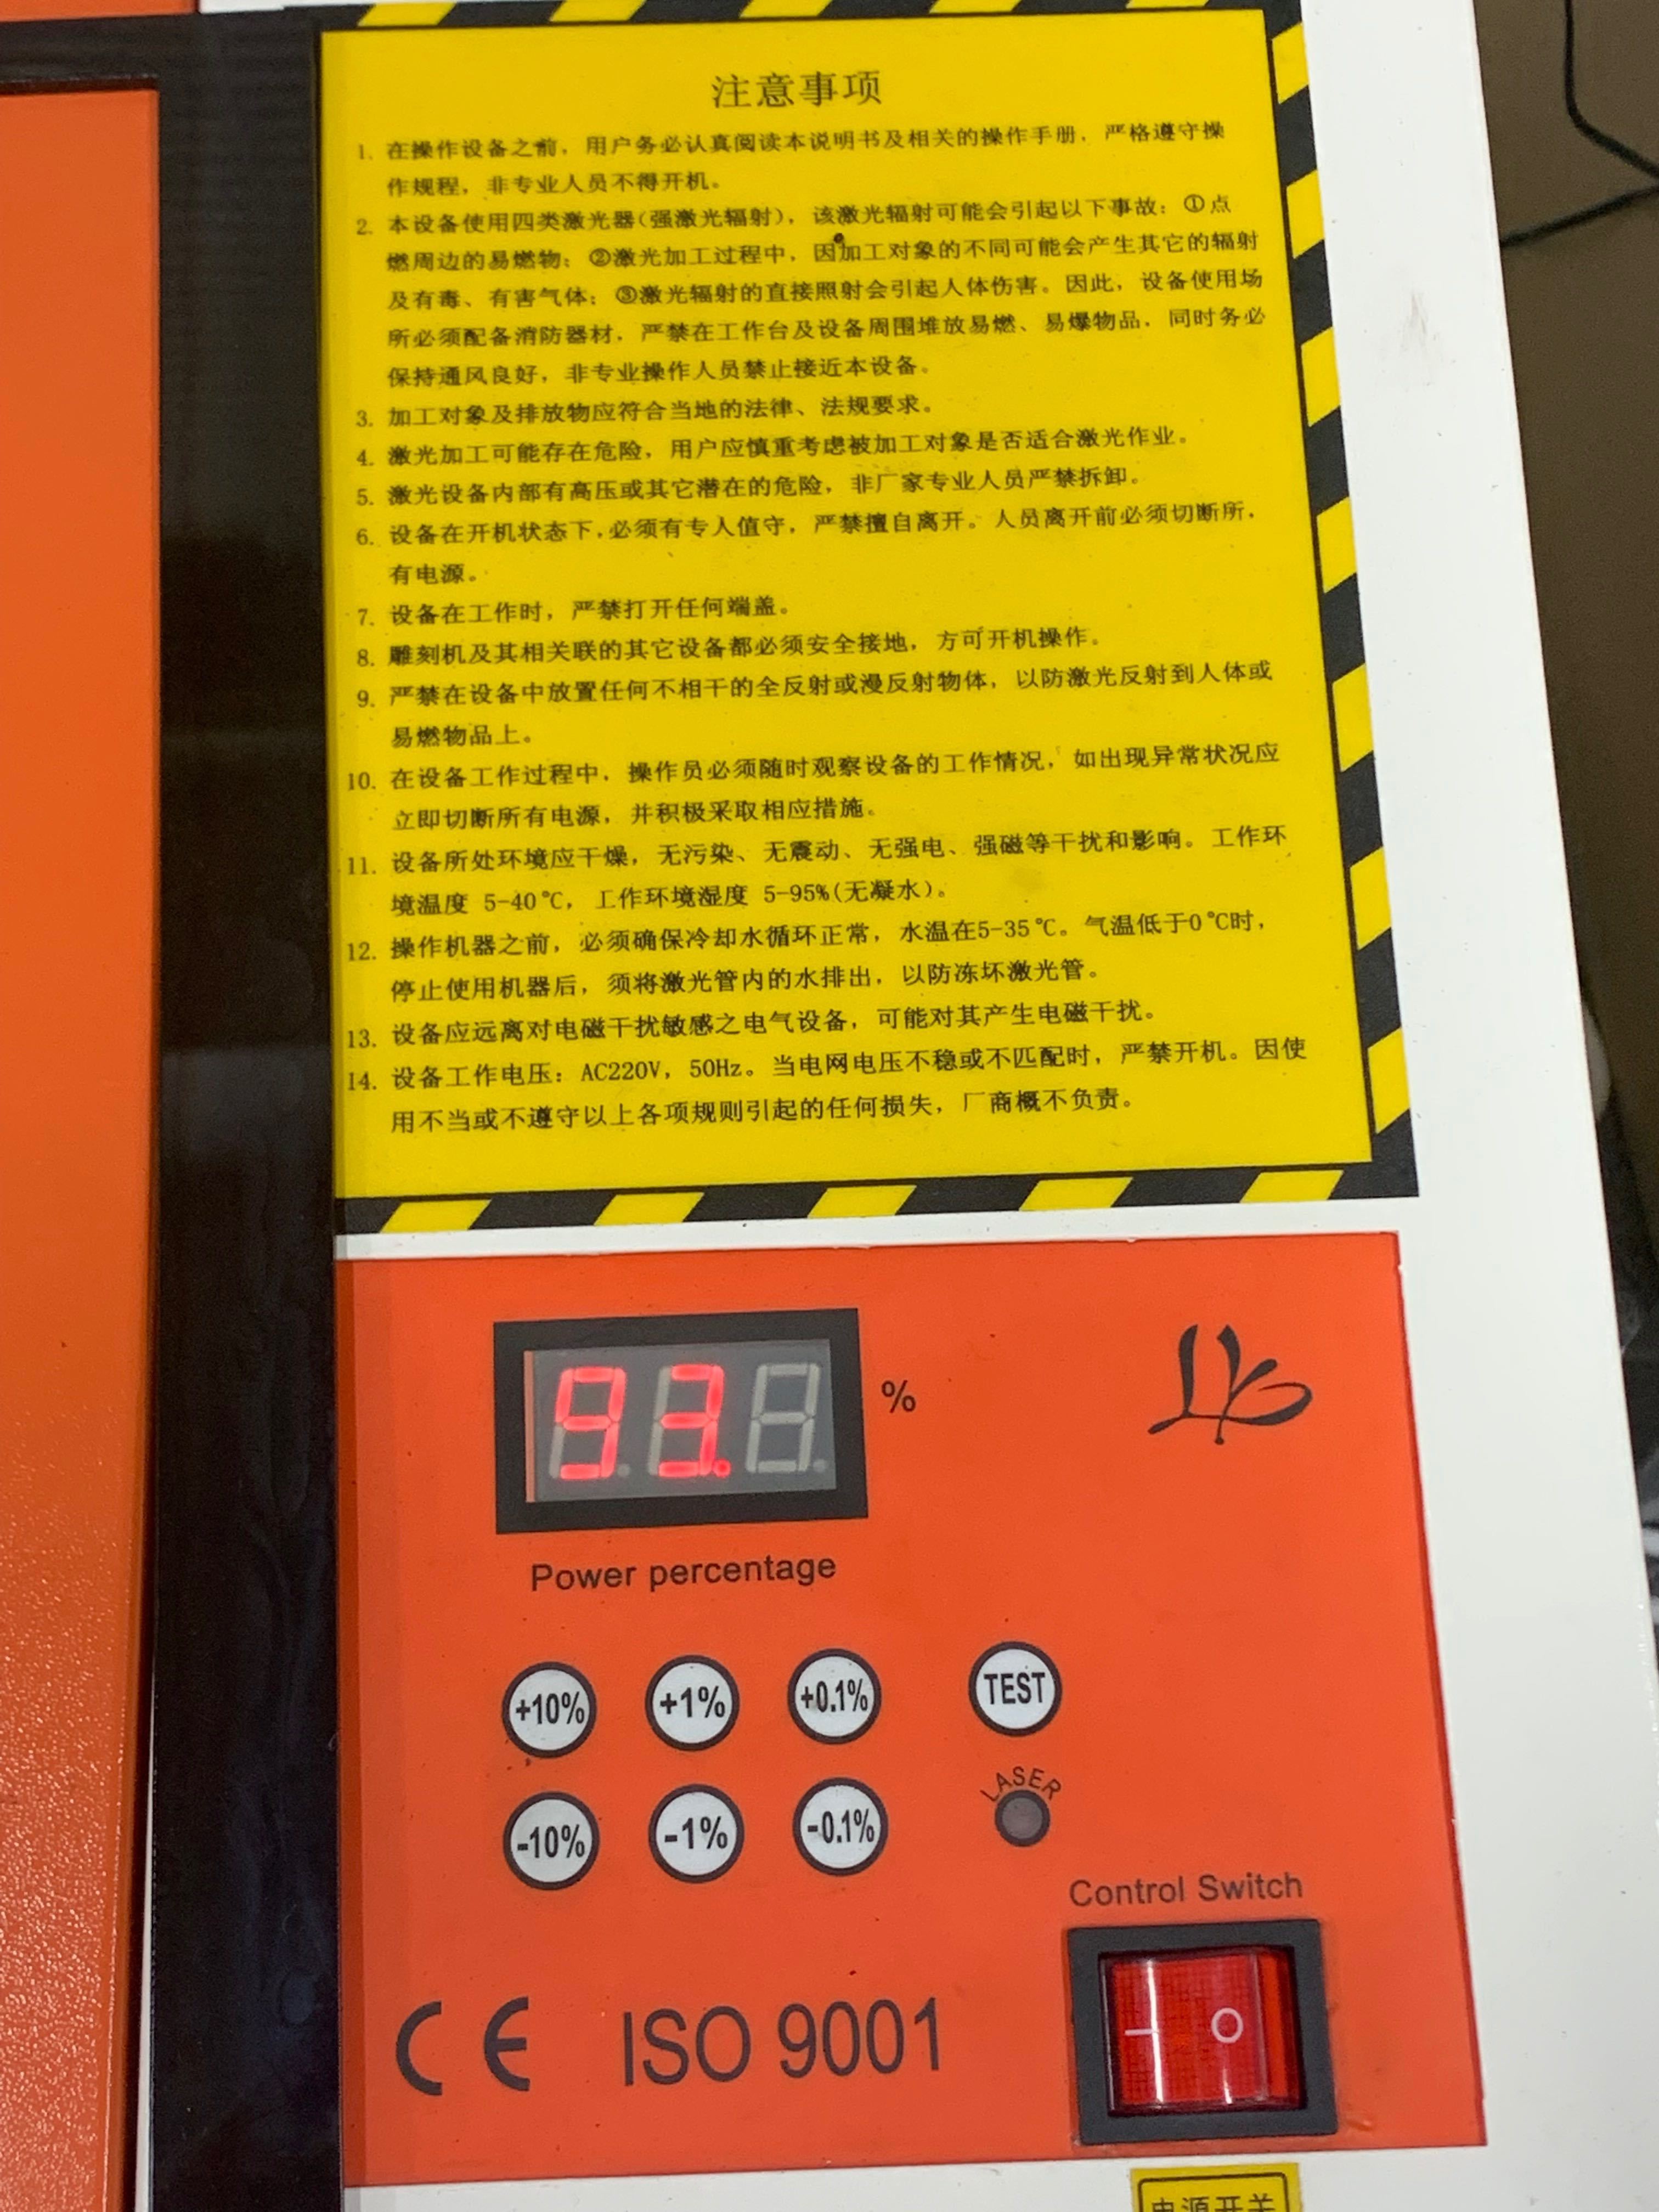 注意事项
1. 在操作设备之前，用户务必认真阅读本说明书及相关的操作手册，严格遵守操
作规程，非专业人员不得开机。
2. 本设备使用四类激光器(强激光辐射)，该激光辐射可能会引起以下事故：①点
燃周边的易燃物；②激光加工过程中，因加工对象的不同可能会产生其它的辐射
及有毒、有害气体；③激光辐射的直接照射会引起人体伤害。因此，设备使用场
所必须配备消防器材，严禁在工作台及设备周围堆放易燃、易爆物品，同时务必
保持通风良好，非专业操作人员禁止接近本设备。
3. 加工对象及排放物应符合当地的法律、法规要求。
4. 激光加工可能存在危险，用户应慎重考虑被加工对象是否适合激光作业。
5. 激光设备内部有高压或其它潜在的危险，非厂家专业人员严禁拆卸。
6. 设备在开机状态下，必须有专人值守，严禁擅自离开。人员离开前必须切断所，
有电源。
7. 设备在工作时，严禁打开任何端盖。
8. 雕刻机及其相关联的其它设备都必须安全接地，方可开机操作。
9. 严禁在设备中放置任何不相干的全反射或漫反射物体，以防激光反射到人体或
易燃物品上。
10. 在设备工作过程中，操作员必须随时观察设备的工作情况，如出现异常状况应
立即切断所有电源，并积极采取相应措施。
11. 设备所处环境应干燥，无污染、无震动、无强电、强磁等干扰和影响。工作环
境温度 5-40℃，工作环境湿度 5-95%(无凝水)。
12. 操作机器之前，必须确保冷却水循环正常，水温在5-35℃。气温低于0℃时，
停止使用机器后，须将激光管内的水排出，以防冻坏激光管。
13. 设备应远离对电磁干扰敏感之电气设备，可能对其产生电磁干扰。
14. 设备工作电压：AC220V，50Hz。当电网电压不稳或不匹配时，严禁开机。因使
用不当或不遵守以上各项规则引起的任何损失，厂商概不负责。
93. %
Power percentage
+10% +1% +0.1% TEST
LASER
-10% -1% -0.1%
Control Switch
CE ISO 9001
— O
电源开关